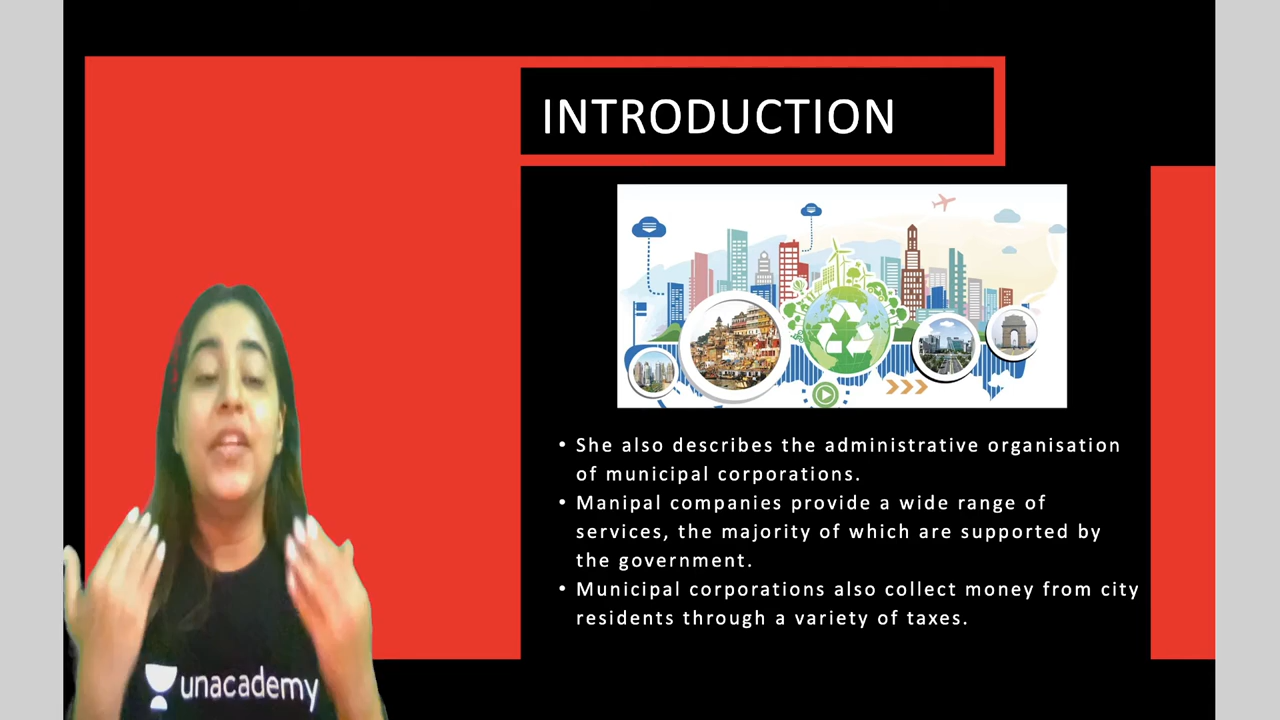 INTRODUCTION
• She also describes the administrative organisation
of municipal corporations.
• Manipal companies provide a wide range of
services, the majority of which are supported by
the government.
• Municipal corporations also collect money from city
residents through a variety of taxes.
unacademy